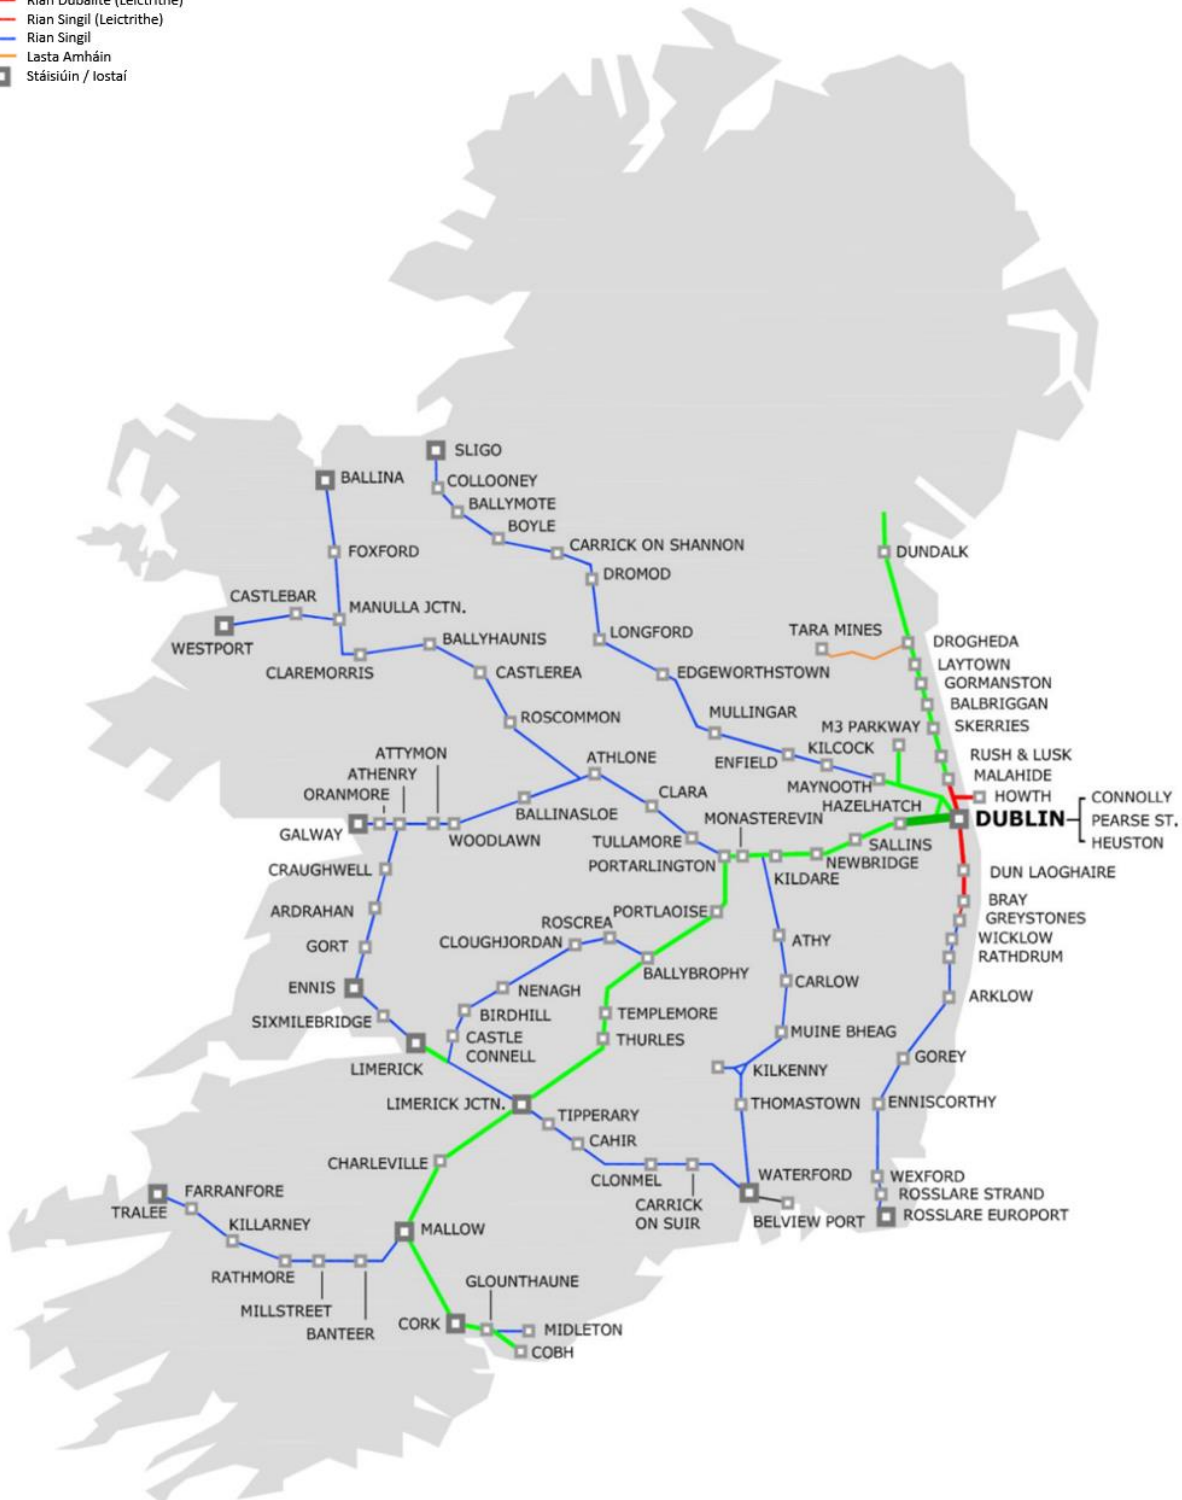 Rian Dúbailte (Leictrithe)
Rian Singil (Leictrithe)
Rian Singil
Lasta Amháin
Stáisiúin / Iostaí
SLIGO
BALLINA
COLLOONEY
BALLYMOTE
BOYLE
CARRICK ON SHANNON
FOXFORD
DUNDALK
DROMOD
CASTLEBAR
MANULLA JCTN.
WESTPORT
BALLYHAUNIS
LONGFORD
TARA MINES
DROGHEDA
CLAREMORRIS
CASTLEREA
EDGEWORTHSTOWN
LAYTOWN
GORMANSTON
BALBRIGGAN
ROSCOMMON
MULLINGAR
M3 PARKWAY
SKERRIES
ATTYMON
ATHLONE
KILCOCK
RUSH & LUSK
ATHENRY
ENFIELD
MALAHIDE
ORANMORE
CLARA
MAYNOOTH
HOWTH
CONNOLLY
HAZELHATCH
BALLINASLOE
MONASTEREVIN
DUBLIN
PEARSE ST.
GALWAY
WOODLAWN
TULLAMORE
SALLINS
HEUSTON
PORTARLINGTON
NEWBRIDGE
CRAUGHWELL
KILDARE
DUN LAOGHAIRE
BRAY
ARDRAHAN
PORTLAOISE
GREYSTONES
ROSCREA
CLOUGHJORDAN
ATHY
WICKLOW
GORT
RATHDRUM
BALLYBROPHY
ENNIS
NENAGH
CARLOW
ARKLOW
SIXMILEBRIDGE
BIRDHILL
TEMPLEMORE
MUINE BHEAG
CASTLE
CONNELL
THURLES
GOREY
LIMERICK
KILKENNY
LIMERICK JCTN.
THOMASTOWN
ENNISCORTHY
TIPPERARY
CAHIR
CHARLEVILLE
CLONMEL
WATERFORD
WEXFORD
FARRANFORE
ROSSLARE STRAND
TRALEE
CARRICK
ON SUIR
BELVIEW PORT
ROSSLARE EUROPORT
KILLARNEY
MALLOW
RATHMORE
GLOUNTHAUNE
MILLSTREET
BANTEER
CORK
MIDLETON
COBH